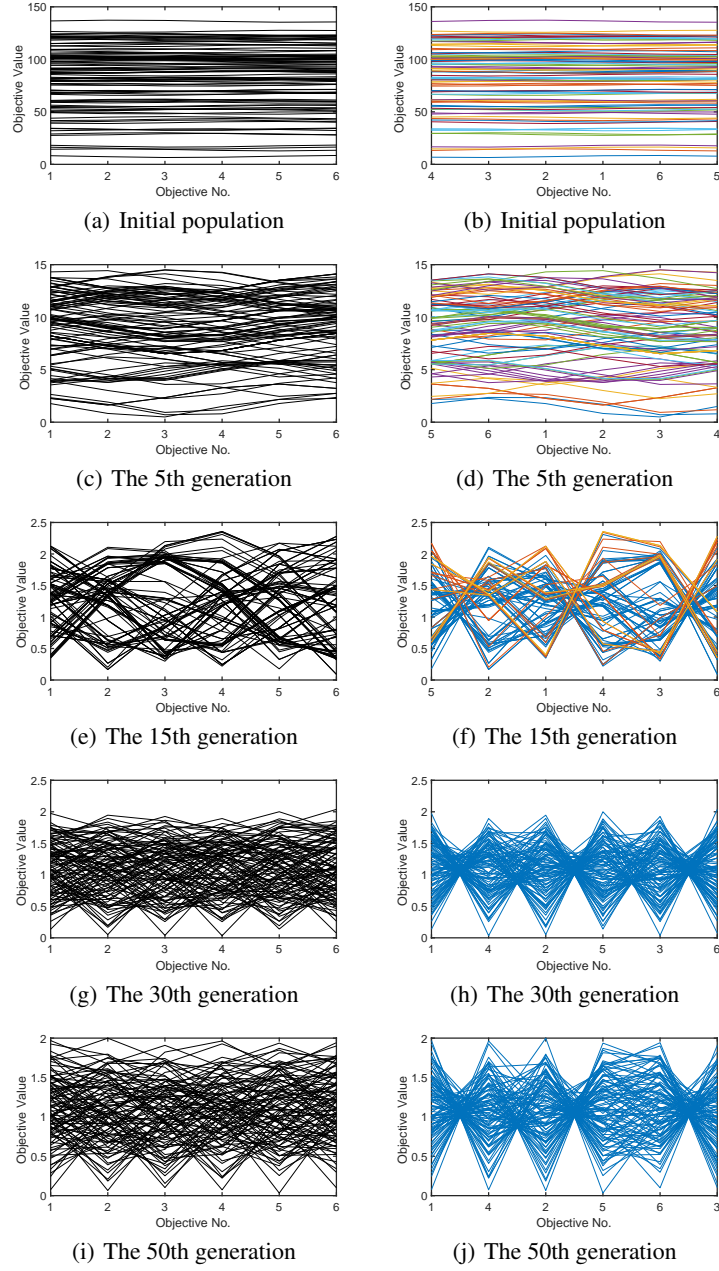 150
100
50
0
Objective Value
1 2 3 4 5 6
Objective No.
(a) Initial population
150
100
50
0
Objective Value
4 3 2 1 6 5
Objective No.
(b) Initial population
15
10
5
0
Objective Value
1 2 3 4 5 6
Objective No.
(c) The 5th generation
15
10
5
0
Objective Value
5 6 1 2 3 4
Objective No.
(d) The 5th generation
2.5
2
1.5
1
0.5
0
Objective Value
1 2 3 4 5 6
Objective No.
(e) The 15th generation
2.5
2
1.5
1
0.5
0
Objective Value
5 2 1 4 3 6
Objective No.
(f) The 15th generation
2.5
2
1.5
1
0.5
0
Objective Value
1 2 3 4 5 6
Objective No.
(g) The 30th generation
2.5
2
1.5
1
0.5
0
Objective Value
1 4 2 5 3 6
Objective No.
(h) The 30th generation
2
1.5
1
0.5
0
Objective Value
1 2 3 4 5 6
Objective No.
(i) The 50th generation
2
1.5
1
0.5
0
Objective Value
1 4 2 5 6 3
Objective No.
(j) The 50th generation